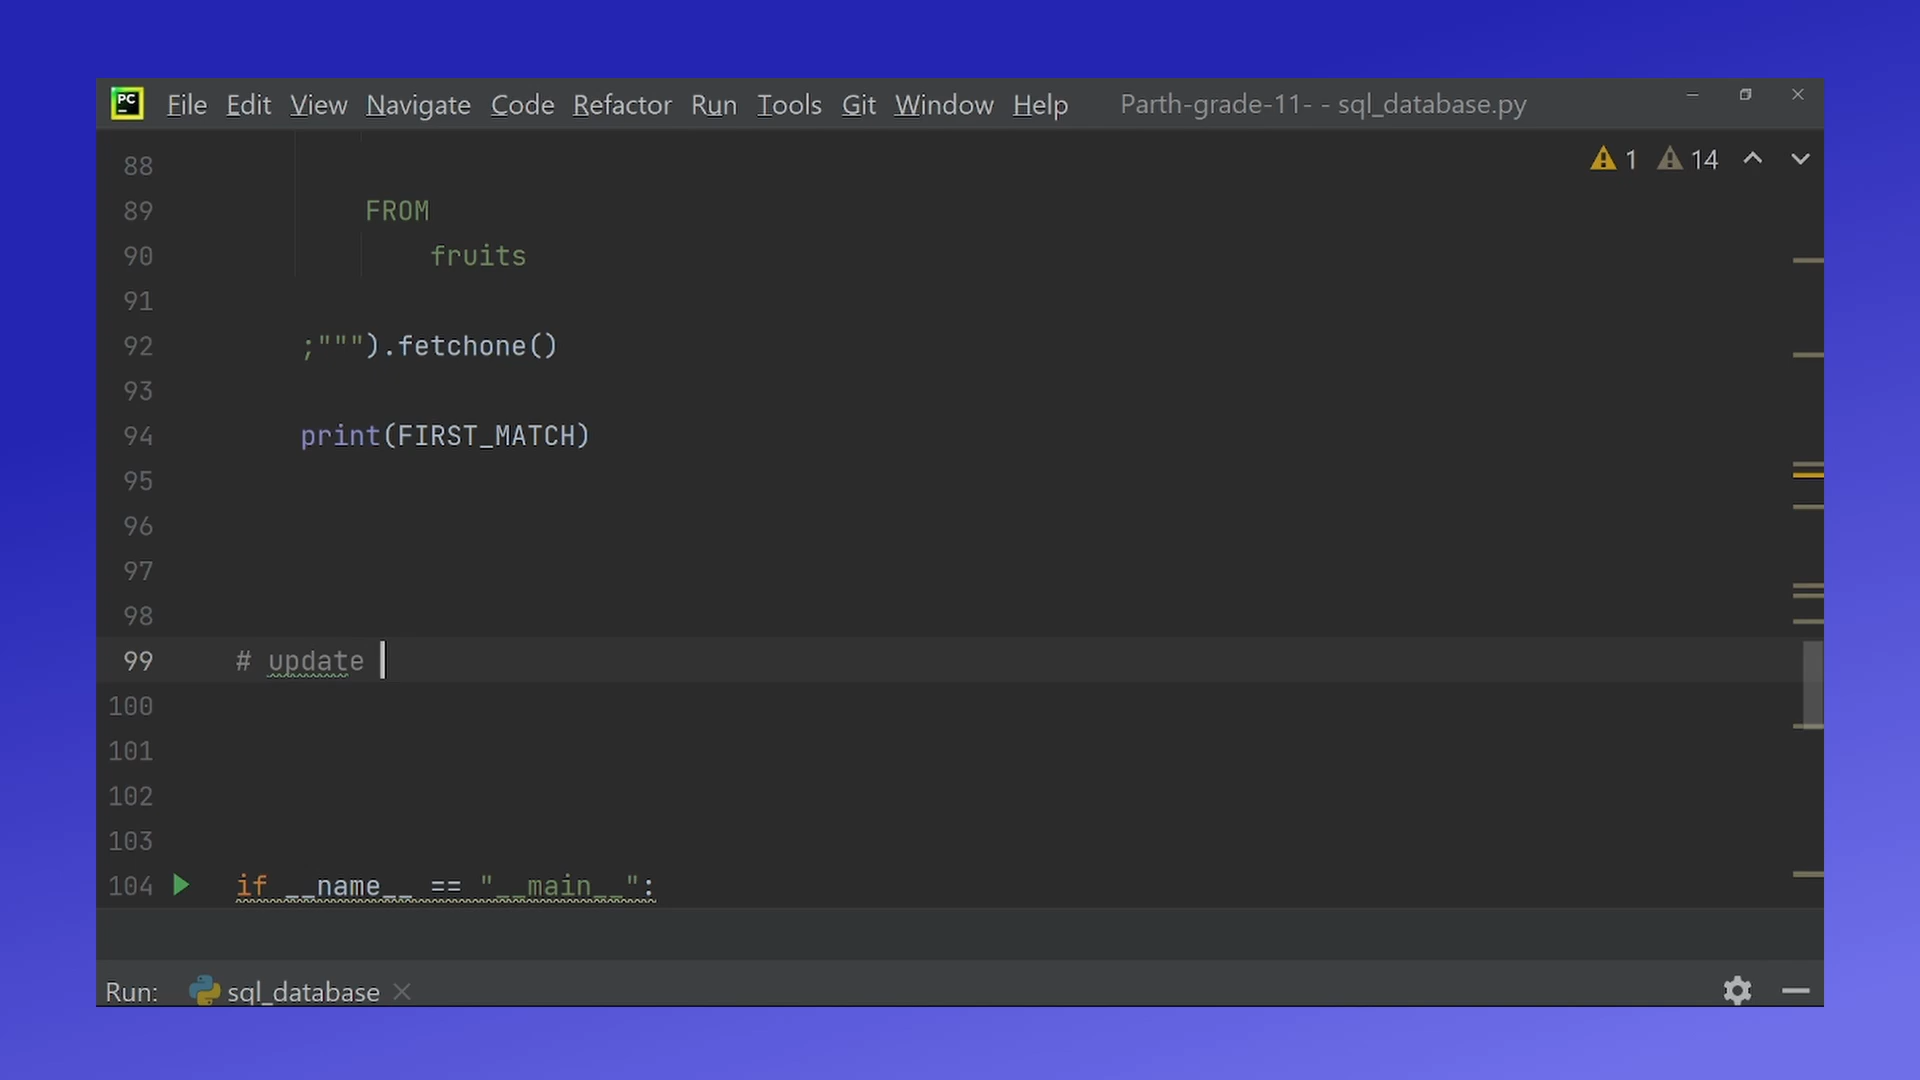 PC File Edit View Navigate Code Refactor Run Tools Git Window Help Parth-grade-11- - sql_database.py
88 1 14
89 FROM
90 fruits
91
92 ;""").fetchone()
93
94 print(FIRST_MATCH)
95
96
97
98
99 # update
100
101
102
103
104 if __name__ == "__main__":
Run: sql_database